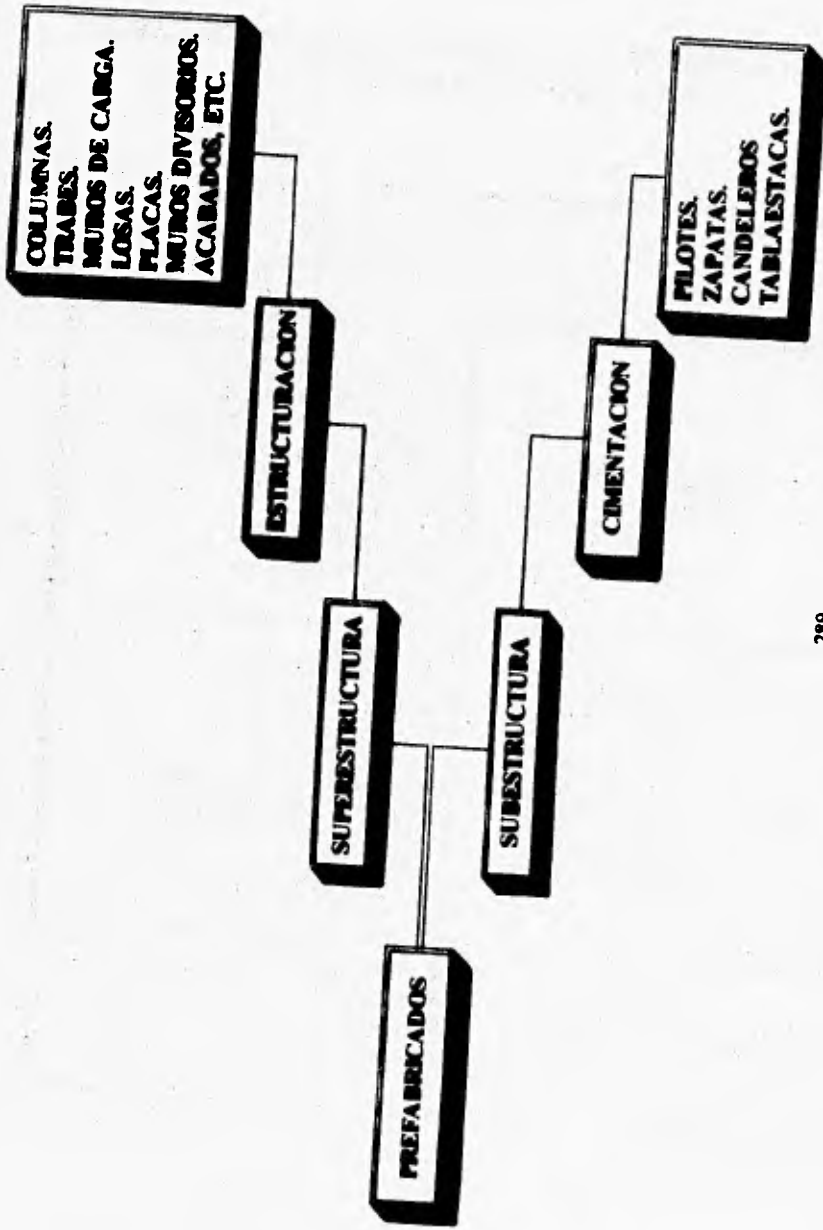 PREFABRICADOS
SUPERESTRUCTURA
ESTRUCTURACION
COLUMNAS.
TRABES.
MUROS DE CARGA.
LOSAS.
PLACAS.
MUROS DIVISORIOS.
ACABADOS, ETC.
SUBESTRUCTURA
CIMENTACION
PILOTES.
ZAPATAS.
CANDELEROS
TABLAESTACAS.
289